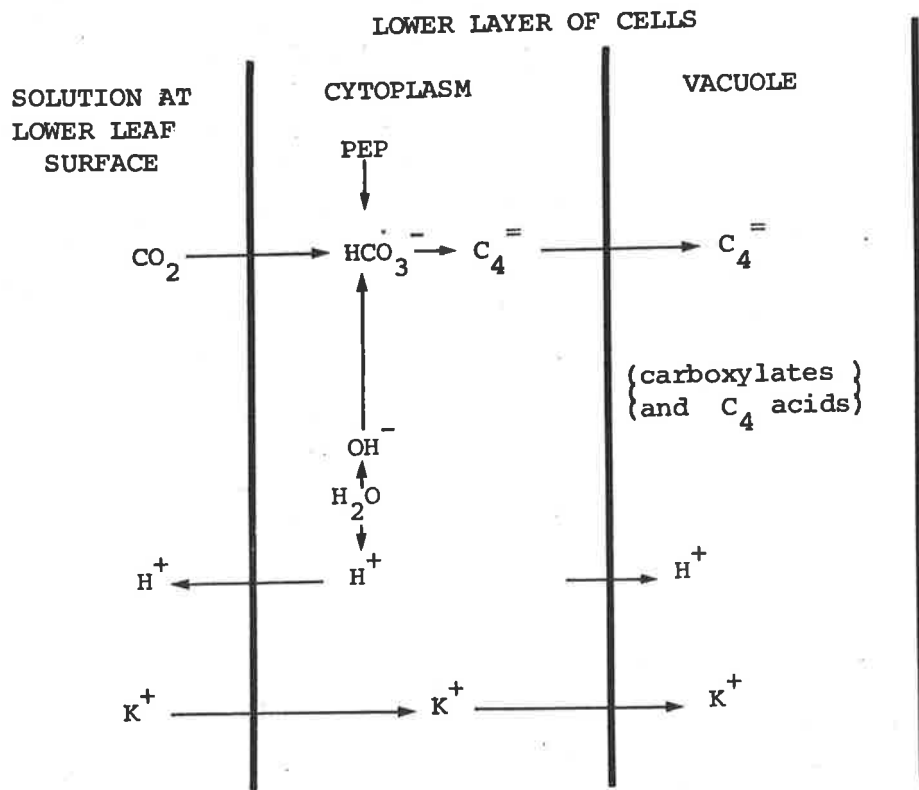 LOWER LAYER OF CELLS
SOLUTION AT
LOWER LEAF
SURFACE
CYTOPLASM
VACUOLE
PEP
CO₂
HCO₃⁻
C₄⁼
C₄⁼
{carboxylates }
{and C₄ acids}
OH⁻
H₂O
H⁺
H⁺
H⁺
K⁺
K⁺
K⁺